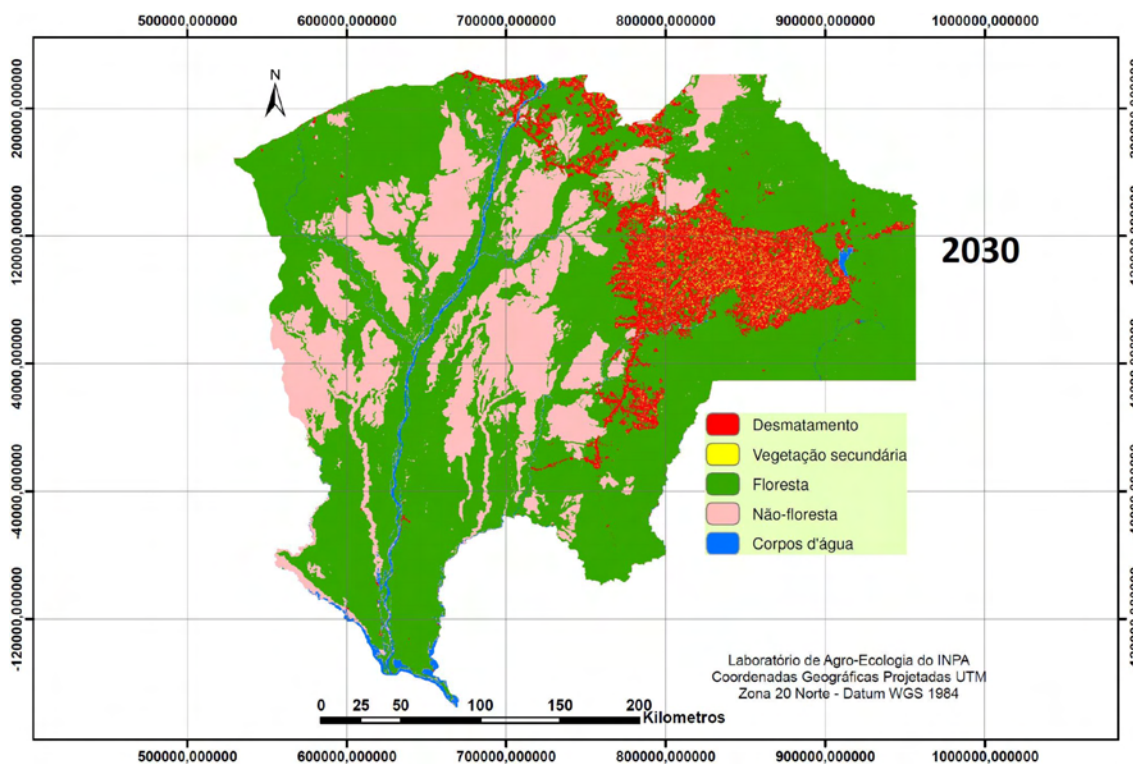 500000,000000 600000,000000 700000,000000 800000,000000 900000,000000 1000000,000000
N
200000,000000
120000,000000
40000,000000
-40000,000000
-120000,000000
2030
Desmatamento
Vegetação secundária
Floresta
Não-floresta
Corpos d'água
Laboratório de Agro-Ecologia do INPA
Coordenadas Geográficas Projetadas UTM
Zona 20 Norte - Datum WGS 1984
0 25 50 100 150 200
Kilometros
500000,000000 600000,000000 700000,000000 800000,000000 900000,000000 1000000,000000